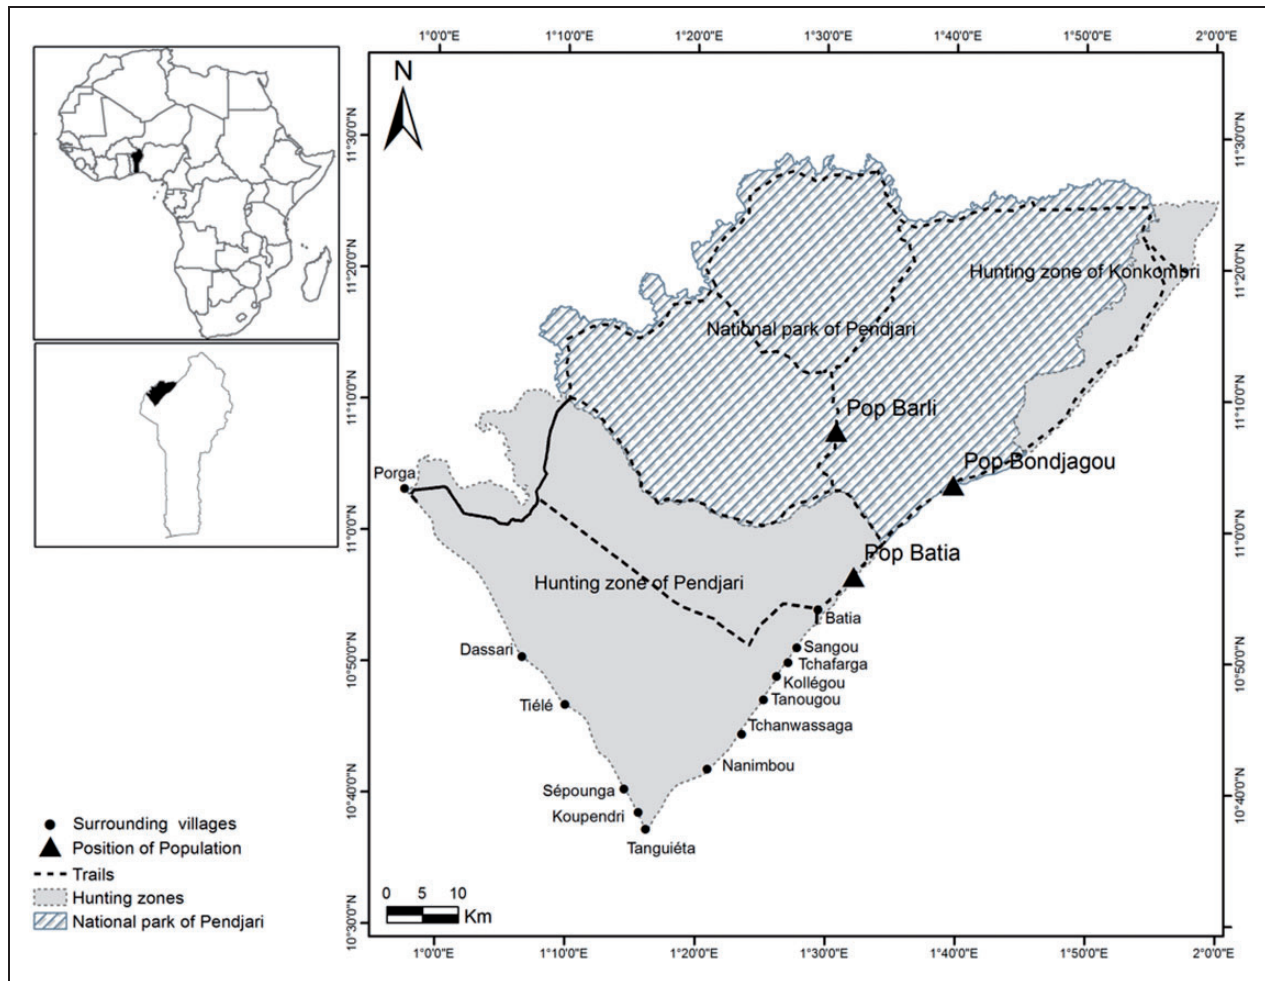 1°0'0"E 1°10'0"E 1°20'0"E 1°30'0"E 1°40'0"E 1°50'0"E 2°0'0"E
N
11°30'0"N
11°30'0"N
11°20'0"N
11°20'0"N
Hunting zone of Konkombri
National park of Pendjari
11°10'0"N
11°10'0"N
Pop Barli
Pop Bondjagou
Porga
11°0'0"N
11°0'0"N
Pop Batia
Hunting zone of Pendjari
Batia
Sangou
Dassari
Tchafarga
10°50'0"N
10°50'0"N
Kollégou
Tiélé
Tanougou
Tchanwassaga
Nanimbou
Sépounga
10°40'0"N
10°40'0"N
Koupendri
Tanguiéta
Surrounding villages
Position of Population
Trails
Hunting zones
National park of Pendjari
0 5 10
Km
10°30'0"N
10°30'0"N
1°0'0"E 1°10'0"E 1°20'0"E 1°30'0"E 1°40'0"E 1°50'0"E 2°0'0"E